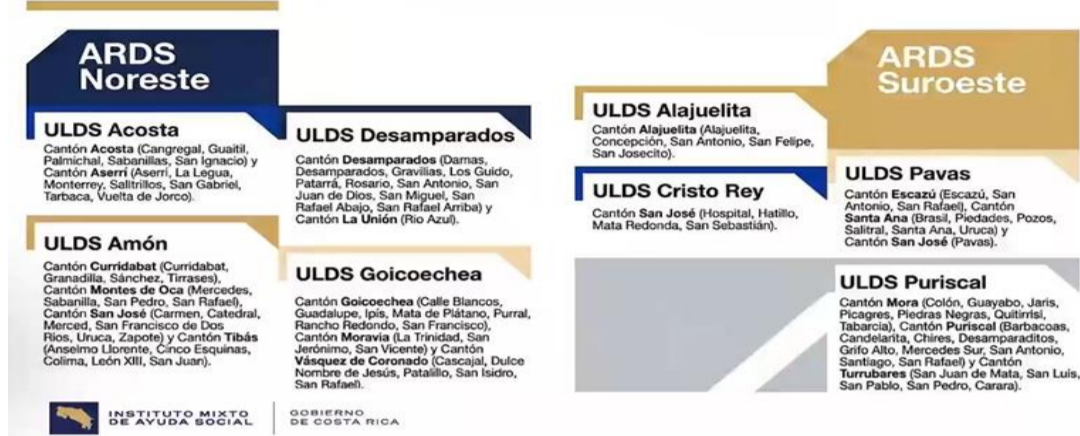 ARDS
Noreste
ULDS Acosta
Cantón Acosta (Cangregal, Guaitil,
Palmichal, Sabanillas, San Ignacio) y
Cantón Aserrí (Aserrí, La Legua,
Monterrey, Salitrillos, San Gabriel,
Tarbaca, Vuelta de Jorco).
ULDS Desamparados
Cantón Desamparados (Damas,
Desamparados, Gravilias, Los Guido,
Patarrá, Rosario, San Antonio, San
Juan de Dios, San Miguel, San
Rafael Abajo, San Rafael Arriba) y
Cantón La Unión (Rio Azul).
ULDS Amón
Cantón Curridabat (Curridabat,
Granadilla, Sánchez, Tirrases),
Cantón Montes de Oca (Mercedes,
Sabanilla, San Pedro, San Rafael),
Cantón San José (Carmen, Catedral,
Merced, San Francisco de Dos
Ríos, Uruca, Zapote) y Cantón Tibás
(Anselmo Llorente, Cinco Esquinas,
Colima, León XIII, San Juan).
ULDS Goicoechea
Cantón Goicoechea (Calle Blancos,
Guadalupe, Ipís, Mata de Plátano, Purral,
Rancho Redondo, San Francisco),
Cantón Moravia (La Trinidad, San
Jerónimo, San Vicente) y Cantón
Vásquez de Coronado (Cascajal, Dulce
Nombre de Jesús, Patalillo, San Isidro,
San Rafael).
INSTITUTO MIXTO
DE AYUDA SOCIAL
GOBIERNO
DE COSTA RICA
ARDS
Suroeste
ULDS Alajuelita
Cantón Alajuelita (Alajuelita,
Concepción, San Antonio, San Felipe,
San Josecito).
ULDS Cristo Rey
Cantón San José (Hospital, Hatillo,
Mata Redonda, San Sebastián).
ULDS Pavas
Cantón Escazú (Escazú, San
Antonio, San Rafael), Cantón
Santa Ana (Brasil, Piedades, Pozos,
Salitral, Santa Ana, Uruca) y
Cantón San José (Pavas).
ULDS Puriscal
Cantón Mora (Colón, Guayabo, Jaris,
Picagres, Piedras Negras, Quitirrisi,
Tabarcia), Cantón Puriscal (Barbacoas,
Candelarita, Chires, Desamparaditos,
Grifo Alto, Mercedes Sur, San Antonio,
Santiago, San Rafael) y Cantón
Turrubares (San Juan de Mata, San Luis,
San Pablo, San Pedro, Carara).